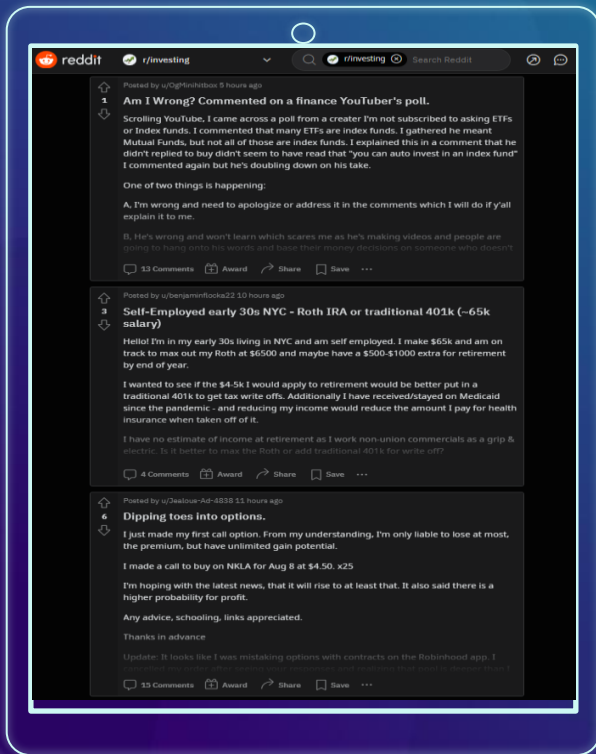 reddit r/investing r/investing Search Reddit
Posted by u/OgMinihitbox 5 hours ago
1
Am I Wrong? Commented on a finance YouTuber's poll.
Scrolling YouTube, I came across a poll from a creater I'm not subscribed to asking ETFs
or Index funds. I commented that many ETFs are index funds. I gathered he meant
Mutual Funds, but not all of those are index funds. I explained this in a comment that he
didn't replied to buy didn't seem to have read that "you can auto invest in an index fund"
I commented again but he's doubling down on his take.
One of two things is happening:
A, I'm wrong and need to apologize or address it in the comments which I will do if y'all
explain it to me.
B, He's wrong and won't learn which scares me as he's making videos and people are
going to hang onto his words and base their money decisions on someone who doesn't
13 Comments Award Share Save ...
Posted by u/benjaminflocka22 10 hours ago
3
Self-Employed early 30s NYC - Roth IRA or traditional 401k (~65k
salary)
Hello! I'm in my early 30s living in NYC and am self employed. I make $65k and am on
track to max out my Roth at $6500 and maybe have a $500-$1000 extra for retirement
by end of year.
I wanted to see if the $4-5k I would apply to retirement would be better put in a
traditional 401k to get tax write offs. Additionally I have received/stayed on Medicaid
since the pandemic - and reducing my income would reduce the amount I pay for health
insurance when taken off of it.
I have no estimate of income at retirement as I work non-union commercials as a grip &
electric. Is it better to max the Roth or add traditional 401k for write off?
4 Comments Award Share Save ...
Posted by u/Jealous-Ad-4838 11 hours ago
6
Dipping toes into options.
I just made my first call option. From my understanding, I'm only liable to lose at most,
the premium, but have unlimited gain potential.
I made a call to buy on NKLA for Aug 8 at $4.50. x25
I'm hoping with the latest news, that it will rise to at least that. It also said there is a
higher probability for profit.
Any advice, schooling, links appreciated.
Thanks in advance
Update: It looks like I was mistaking options with contracts on the Robinhood app. I
15 Comments Award Share Save ...